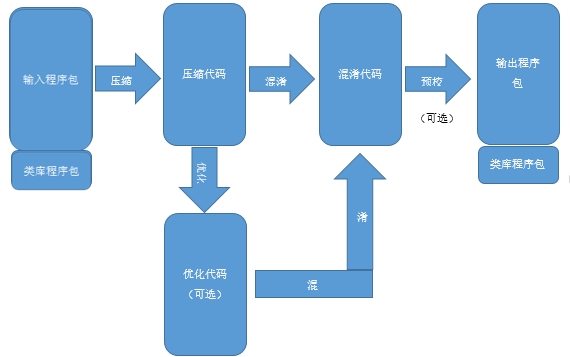 输入程序包
压缩
压缩代码
混淆
混淆代码
预校
（可选）
输出程序
包
类库程序包
类库程序包
优化
淆
优化代码
（可选）
混